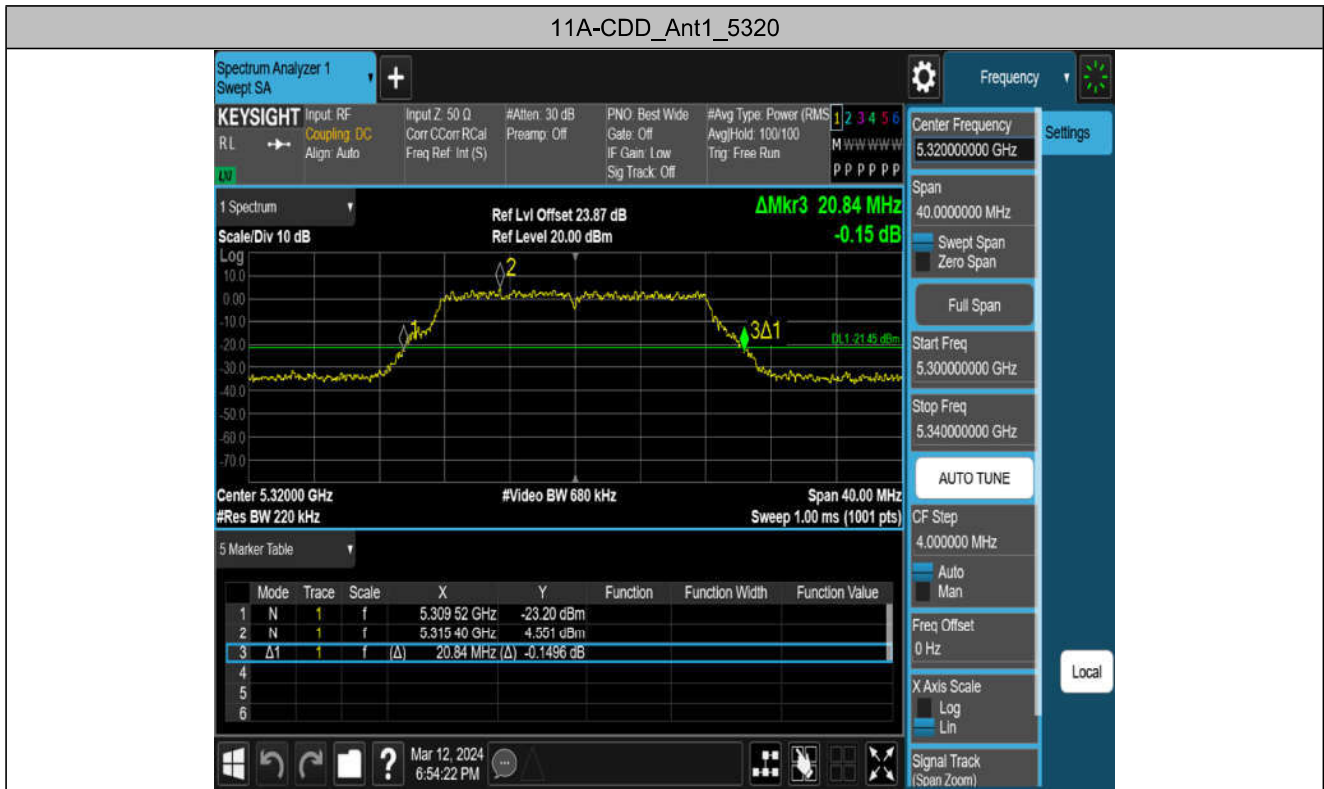 11A-CDD_Ant1_5320
Spectrum Analyzer 1
Swept SA
+
Frequency
KEYSIGHT
RL
LXI
Input: RF
Coupling: DC
Align: Auto
Input Z: 50 Ω
Corr CCorr RCal
Freq Ref: Int (S)
#Atten: 30 dB
Preamp: Off
PNO: Best Wide
Gate: Off
IF Gain: Low
Sig Track: Off
#Avg Type: Power (RMS
Avg|Hold: 100/100
Trig: Free Run
1 2 3 4 5 6
M W W W W W
P P P P P P
1 Spectrum
Scale/Div 10 dB
Ref Lvl Offset 23.87 dB
Ref Level 20.00 dBm
ΔMkr3 20.84 MHz
-0.15 dB
Log
10.0
0.00
-10.0
-20.0
-30.0
-40.0
-50.0
-60.0
-70.0
1
2
3Δ1
DL1 -21.45 dBm
Center 5.32000 GHz
#Video BW 680 kHz
Span 40.00 MHz
#Res BW 220 kHz
Sweep 1.00 ms (1001 pts)
5 Marker Table
Mode Trace Scale X Y Function Function Width Function Value
1 N 1 f 5.309 52 GHz -23.20 dBm
2 N 1 f 5.315 40 GHz 4.551 dBm
3 Δ1 1 f (Δ) 20.84 MHz (Δ) -0.1496 dB
4
5
6
?
Mar 12, 2024
6:54:22 PM
Center Frequency
5.320000000 GHz
Settings
Span
40.0000000 MHz
Swept Span
Zero Span
Full Span
Start Freq
5.300000000 GHz
Stop Freq
5.340000000 GHz
AUTO TUNE
CF Step
4.000000 MHz
Auto
Man
Freq Offset
0 Hz
X Axis Scale
Log
Lin
Local
Signal Track
(Span Zoom)